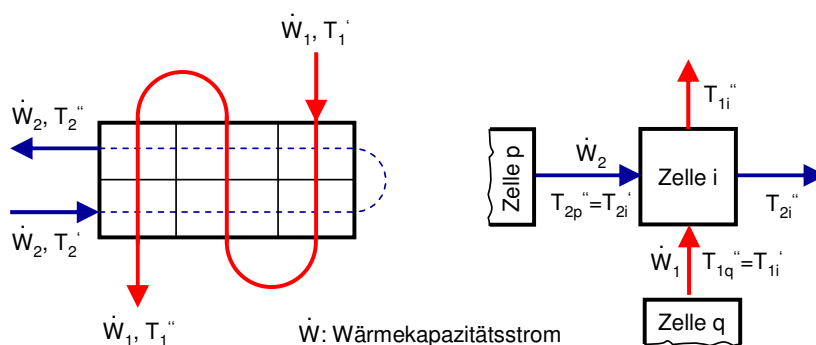 Ẇ₁, T₁‘
Ẇ₂, T₂“
Ẇ₂, T₂‘
Ẇ₁, T₁“
Ẇ: Wärmekapazitätsstrom
T₁ᵢ“
Zelle p
Ẇ₂
T₂ₚ“=T₂ᵢ‘
Zelle i
T₂ᵢ“
Ẇ₁
T₁q“=T₁ᵢ‘
Zelle q